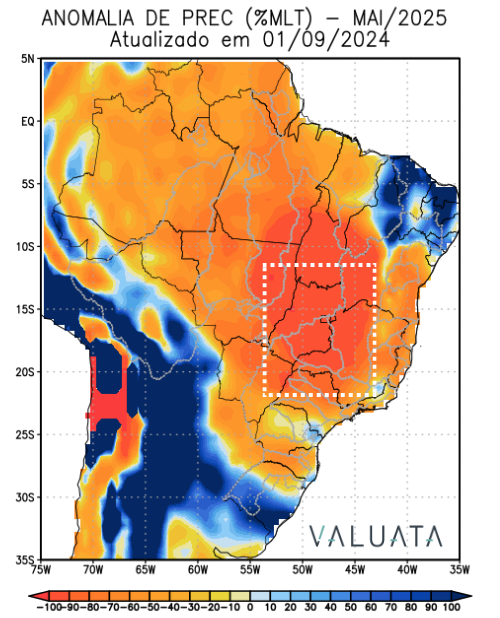 ANOMALIA DE PREC (%MLT) – MAI/2025
Atualizado em 01/09/2024
5N
EQ
5S
10S
15S
20S
25S
30S
35S
VALUATA
75W 70W 65W 60W 55W 50W 45W 40W 35W
-100 -90 -80 -70 -60 -50 -40 -30 -20 -10 0 10 20 30 40 50 60 70 80 90 100